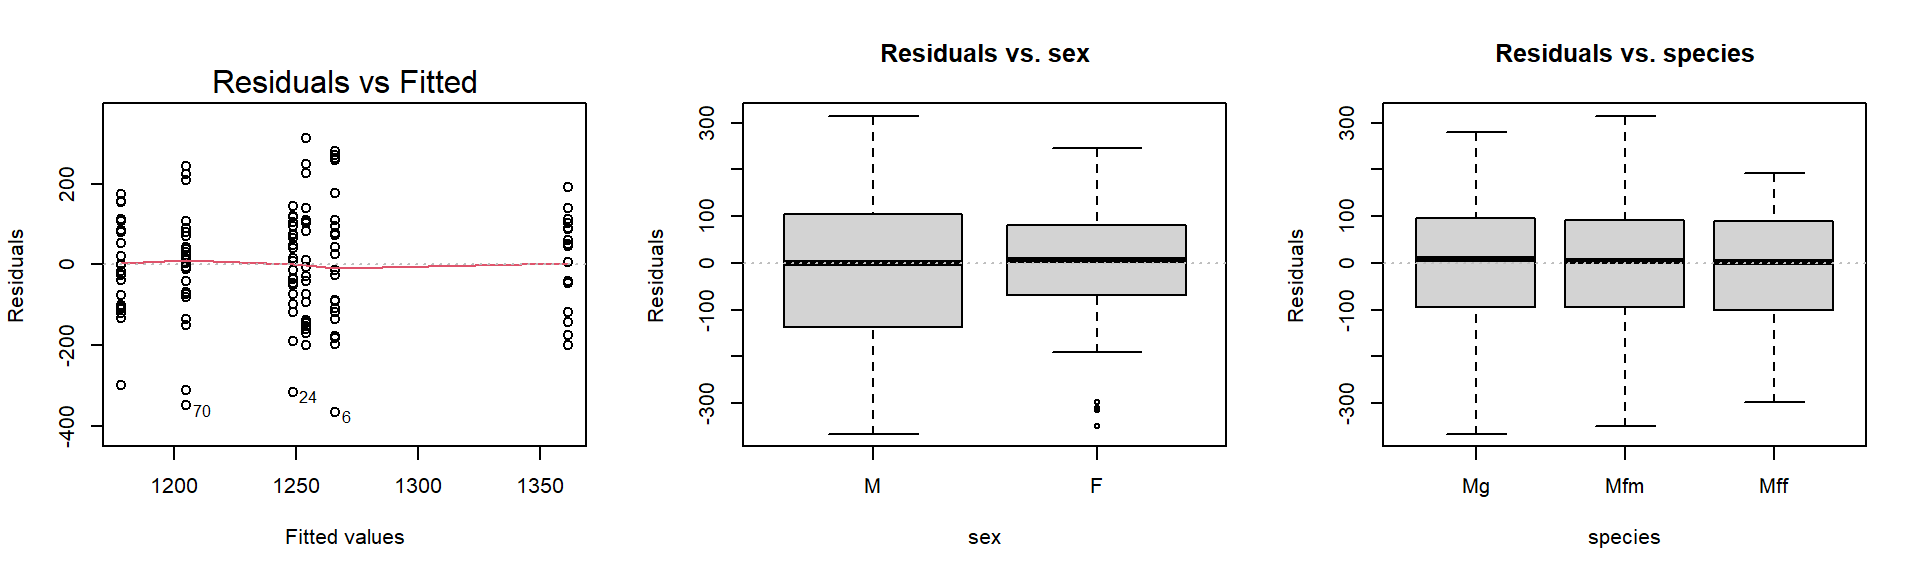 Residuals vs Fitted
Residuals
200
0
-200
-400
70
24
6
1200 1250 1300 1350
Fitted values
Residuals vs. sex
Residuals
300
100
0
-100
-300
M F
sex
Residuals vs. species
Residuals
300
100
0
-100
-300
Mg Mfm Mff
species